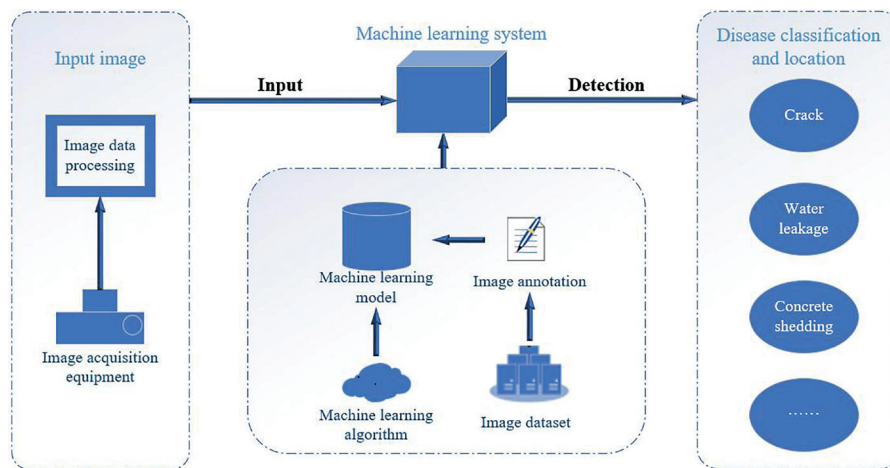 Input image
Image data
processing
Image acquisition
equipment
Machine learning system
Input
Detection
Machine learning
model
Image annotation
Machine learning
algorithm
Image dataset
Disease classification
and location
Crack
Water
leakage
Concrete
shedding
......